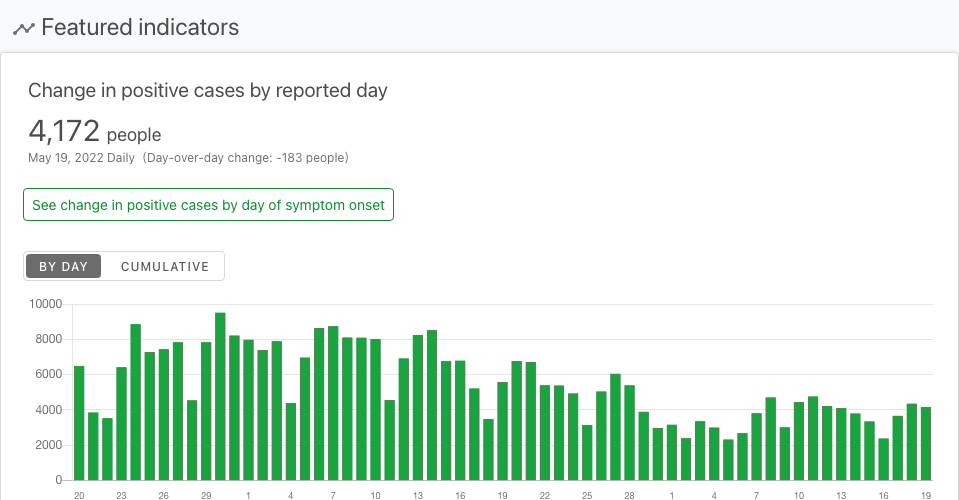 Featured indicators
Change in positive cases by reported day
4,172 people
May 19, 2022 Daily (Day-over-day change: -183 people)
See change in positive cases by day of symptom onset
BY DAY CUMULATIVE
10000
8000
6000
4000
2000
0
20 23 26 29 1 4 7 10 13 16 19 22 25 28 1 4 7 10 13 16 19